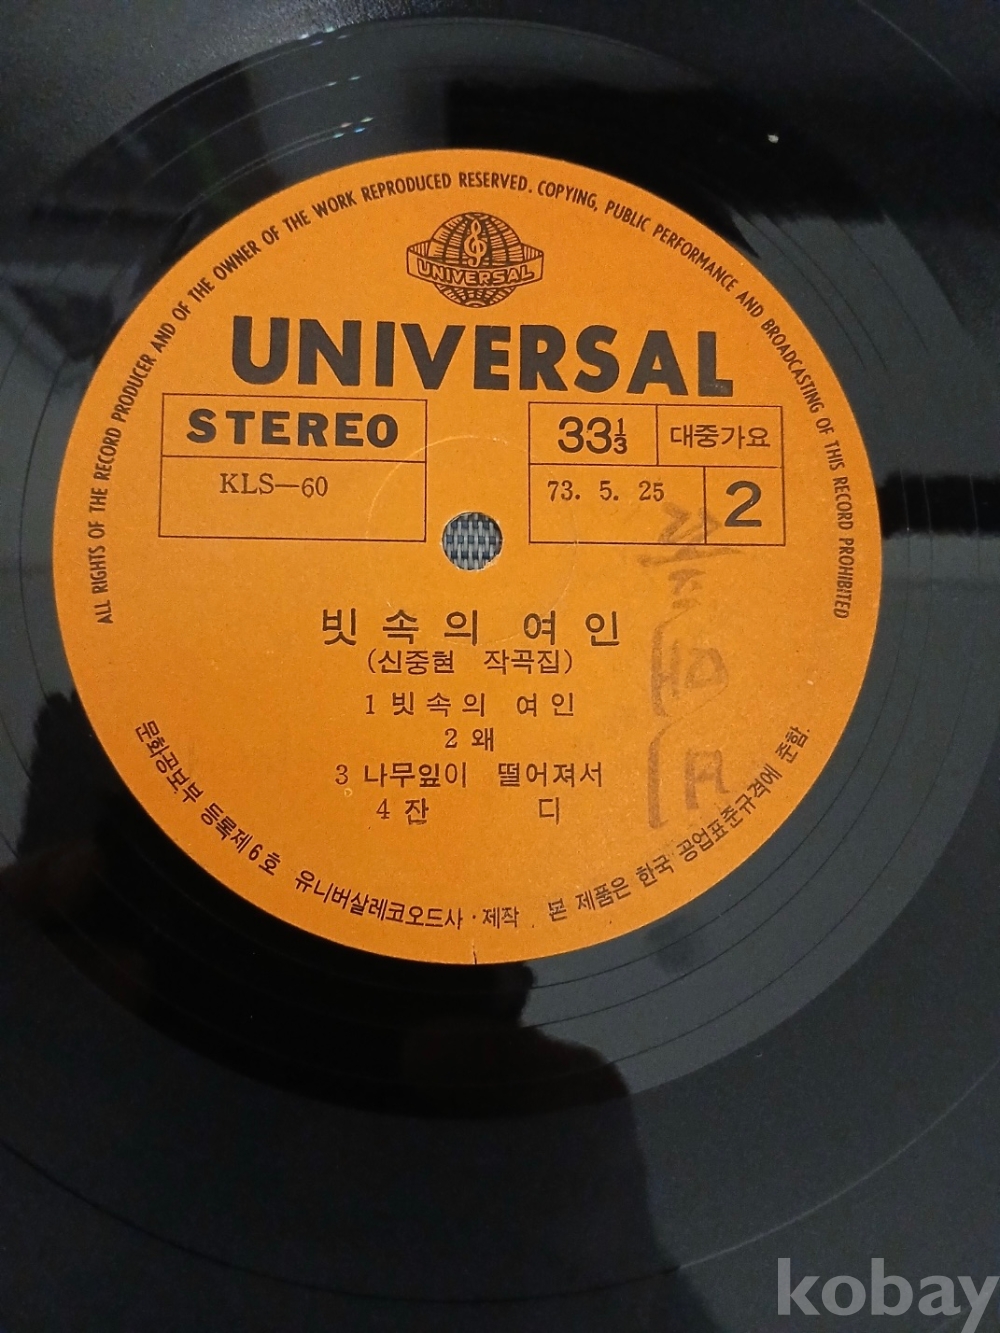 ALL RIGHTS OF THE RECORD PRODUCER AND OF THE OWNER OF THE WORK REPRODUCED RESERVED. COPYING, PUBLIC PERFORMANCE AND BROADCASTING OF THIS RECORD PROHIBITED
UNIVERSAL
UNIVERSAL
STEREO
KLS-60
33⅓ 대중가요
73. 5. 25
2
빗속의 여인
(신중현 작곡집)
1 빗속의 여인
2 왜
3 나무잎이 떨어져서
4 잔 디
문화공보부 등록제 6 호 유니버살레코오드사·제작 본 제품은 한국 공업표준규격에 준함.
kobay